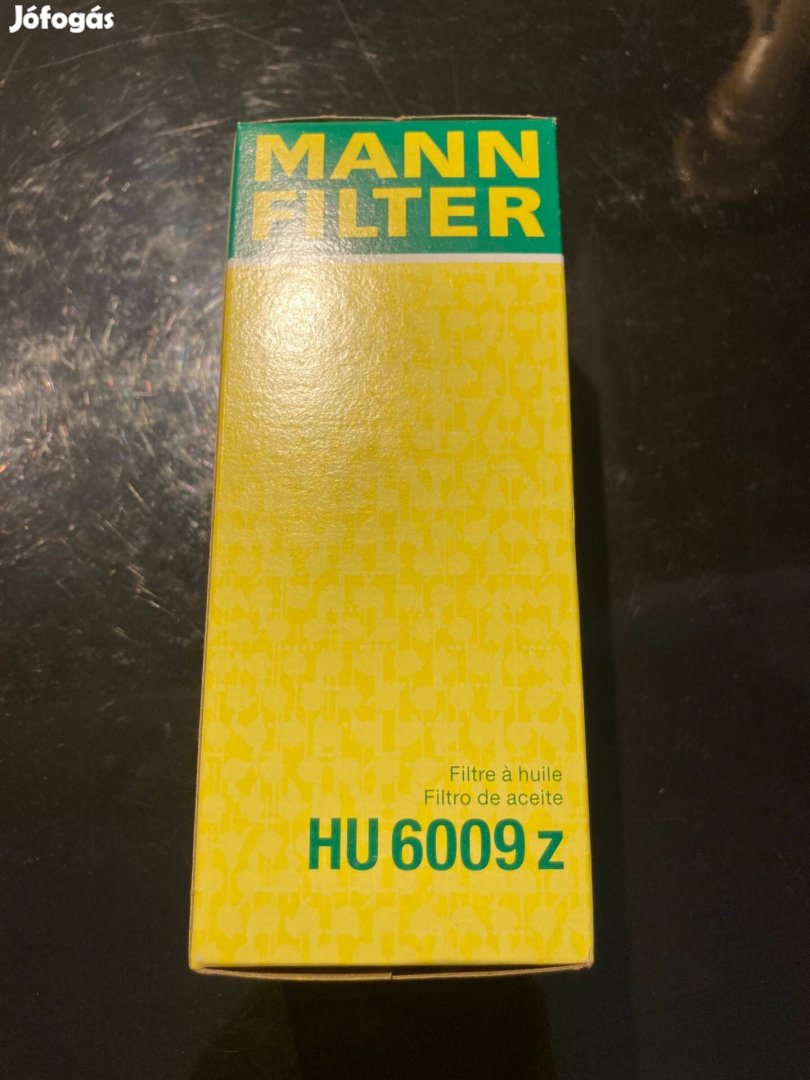 Jófogás
MANN
FILTER
Filtre à huile
Filtro de aceite
HU 6009 z